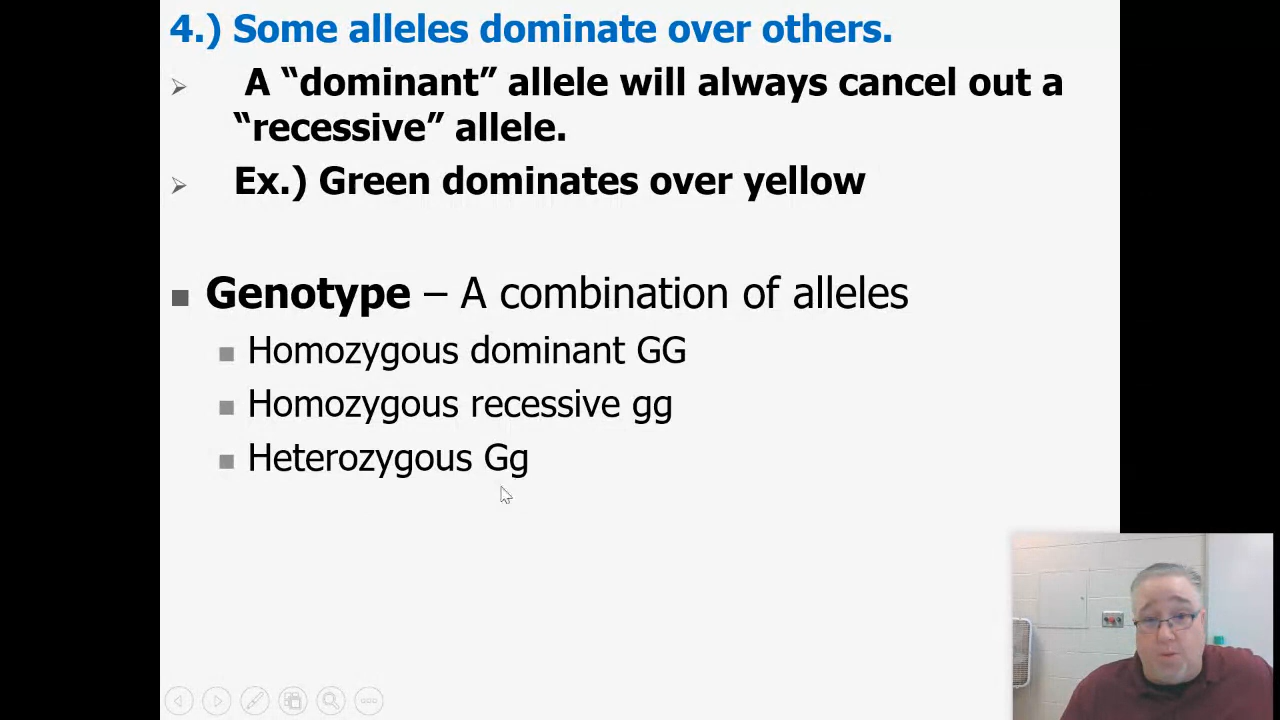 4.) Some alleles dominate over others.
A “dominant” allele will always cancel out a
“recessive” allele.
Ex.) Green dominates over yellow
Genotype – A combination of alleles
Homozygous dominant GG
Homozygous recessive gg
Heterozygous Gg